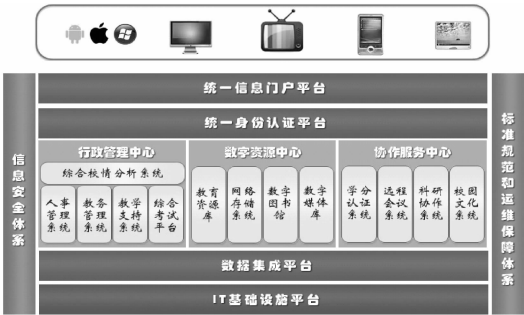 统一信息门户平台
统一身份认证平台
信息安全体系
标准规范和运维保障体系
行政管理中心
综合校情分析系统
人事管理系统
教务管理系统
教学支持系统
综合考试平台
数字资源中心
教育资源库
网络存储系统
数字图书馆
数字媒体库
协作服务中心
学分认证系统
远程会议系统
科研协作系统
校园文化系统
数据集成平台
IT基础设施平台